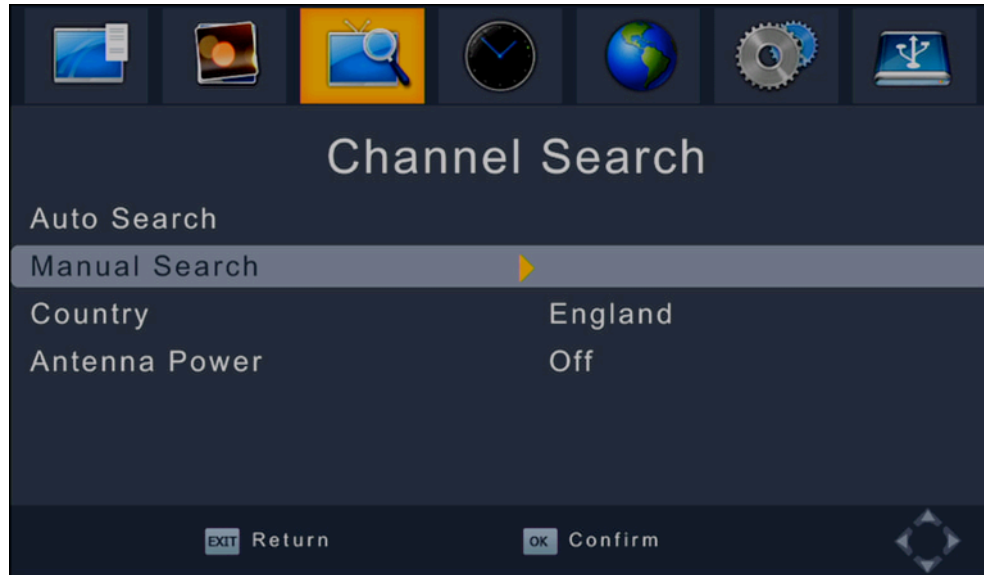 Channel Search
Auto Search
Manual Search
Country England
Antenna Power Off
EXIT Return OK Confirm